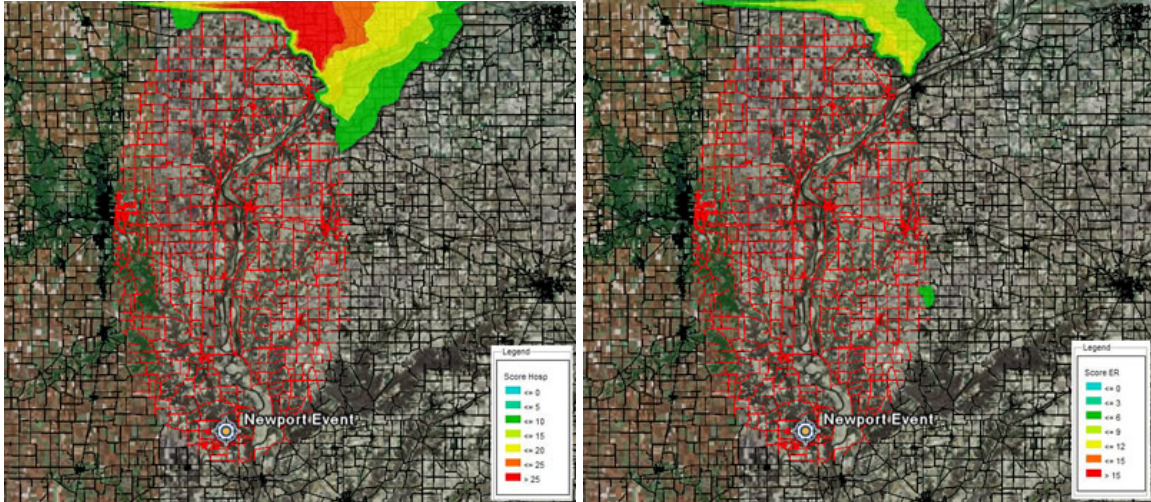 Newport Event
Legend
Score Hosp
<= 0
<= 5
<= 10
<= 15
<= 20
<= 25
> 25
Newport Event
Legend
Score ER
<= 0
<= 3
<= 6
<= 9
<= 12
<= 15
> 15